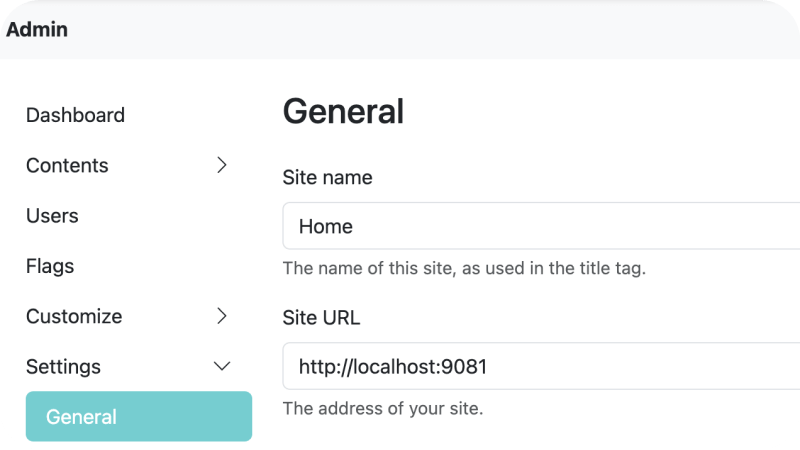 Admin
Dashboard
Contents
Users
Flags
Customize
Settings
General
General
Site name
Home
The name of this site, as used in the title tag.
Site URL
http://localhost:9081
The address of your site.